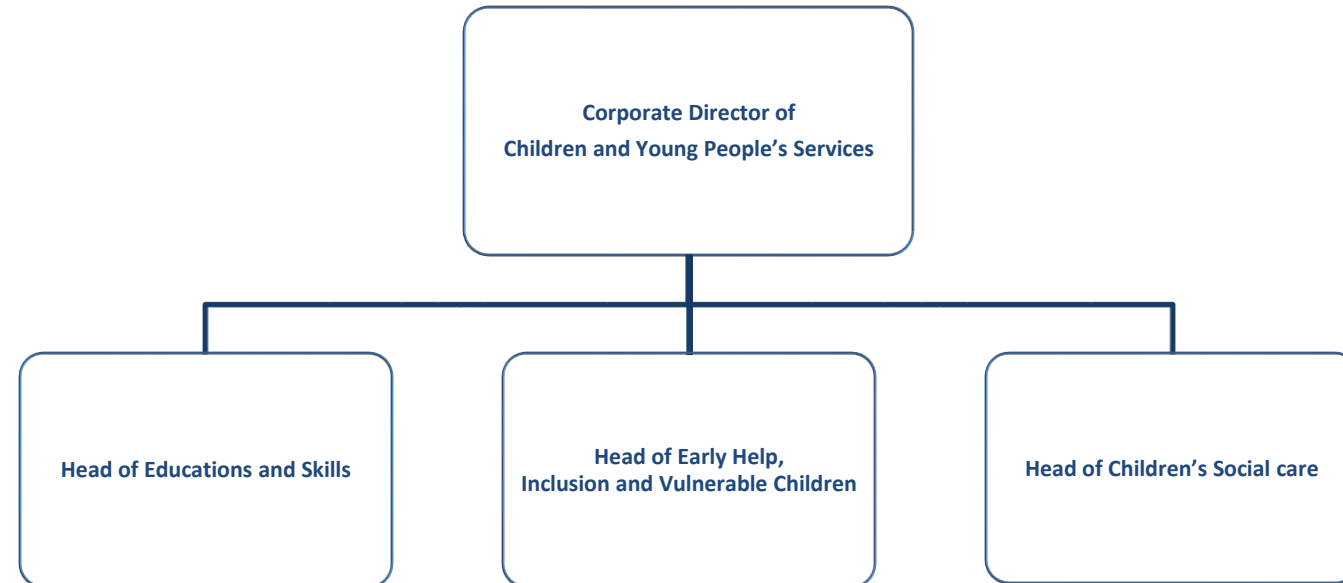 Corporate Director of
Children and Young People’s Services
Head of Educations and Skills
Head of Early Help,
Inclusion and Vulnerable Children
Head of Children’s Social care